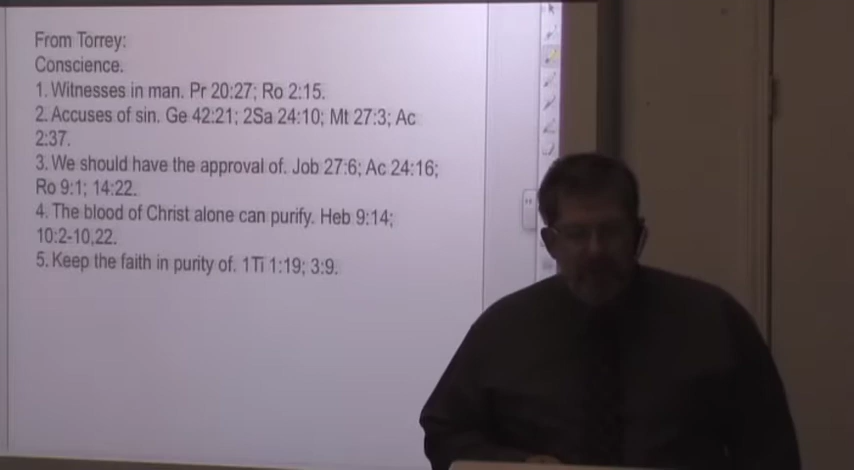 From Torrey:
Conscience.
1. Witnesses in man. Pr 20:27; Ro 2:15.
2. Accuses of sin. Ge 42:21; 2Sa 24:10; Mt 27:3; Ac
2:37.
3. We should have the approval of. Job 27:6; Ac 24:16;
Ro 9:1; 14:22.
4. The blood of Christ alone can purify. Heb 9:14;
10:2-10,22.
5. Keep the faith in purity of. 1Ti 1:19; 3:9.